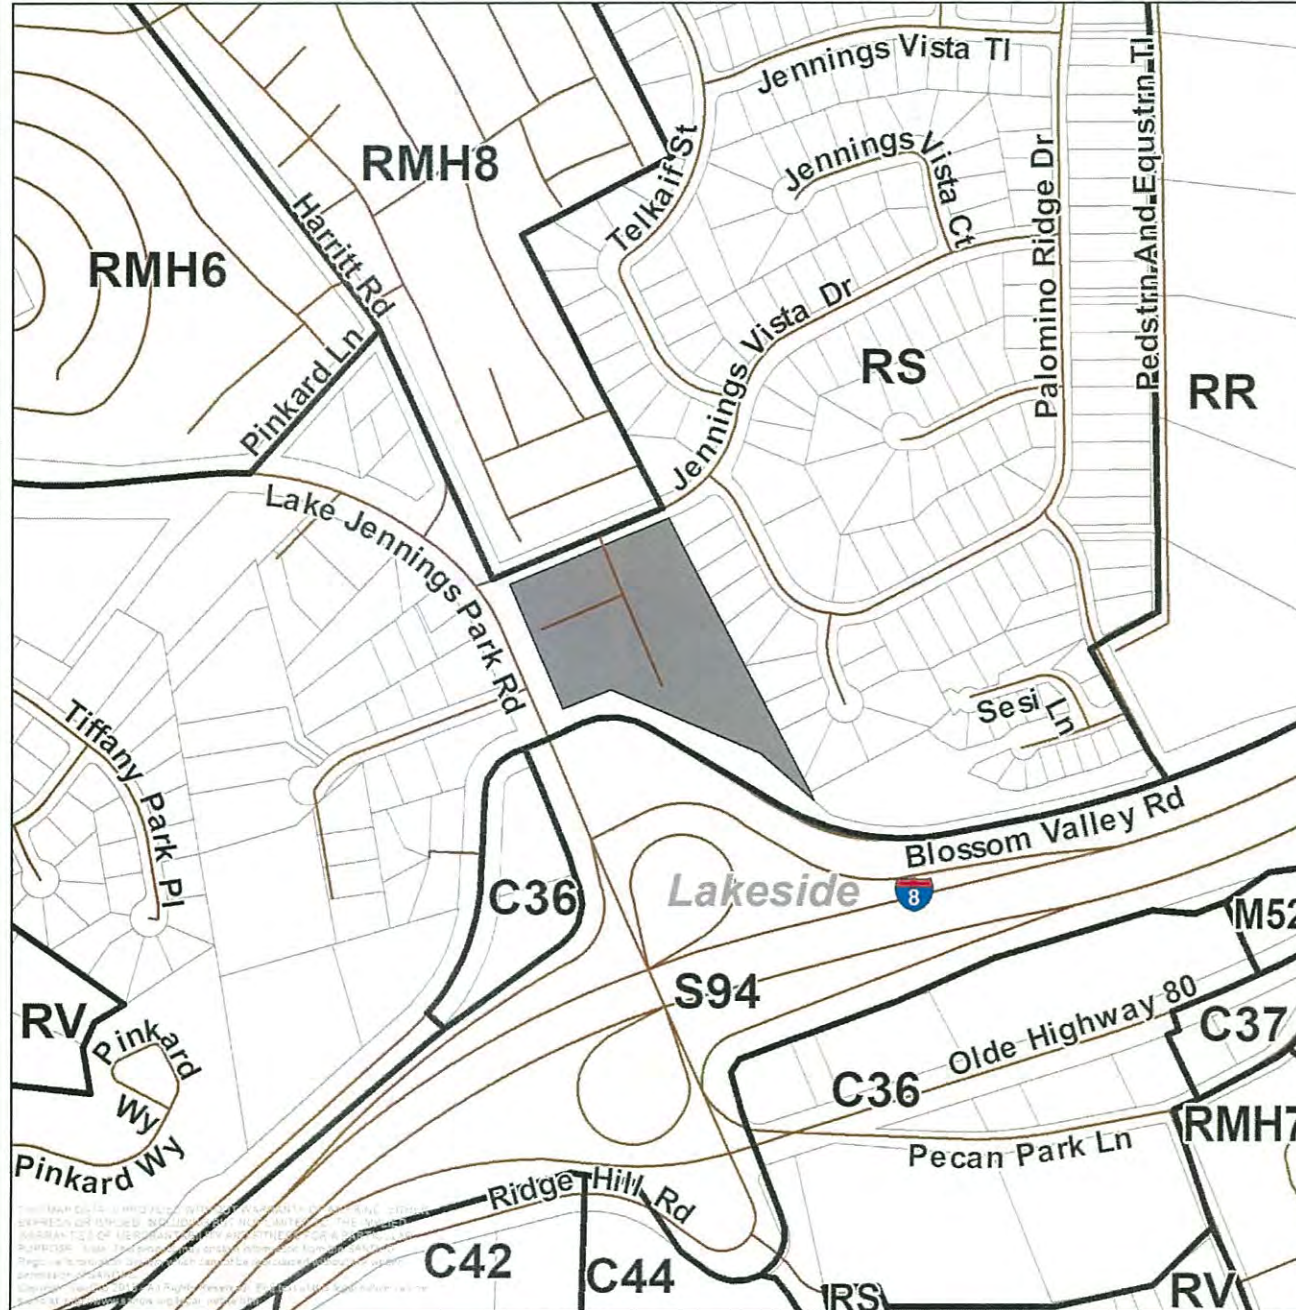 Jennings Vista Tl
RMH8
Jennings Vista Ct
Telkaif St
Palomino Ridge Dr
Pedstrn And Equstrn Tl
Harritt Rd
RMH6
Jennings Vista Dr
RS
RR
Pinkard Ln
Lake Jennings Park Rd
Sesi Ln
Tiffany Park Pl
Blossom Valley Rd
C36
Lakeside
8
M52
S94
RV
Pinkard Wy
Olde Highway 80
C37
C36
RMH7
Pecan Park Ln
Pinkard Wy
Ridge Hill Rd
C42
C44
RS
RV